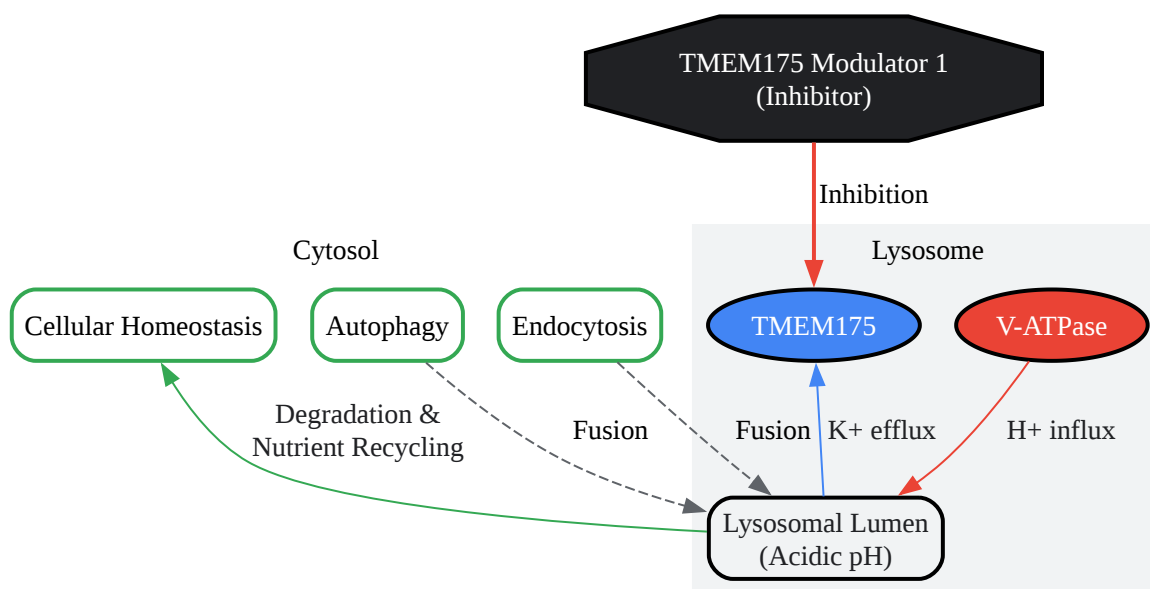 TMEM175 Modulator 1
(Inhibitor)
Inhibition
Cytosol
Lysosome
Cellular Homeostasis
Autophagy
Endocytosis
TMEM175
V-ATPase
Degradation &
Nutrient Recycling
Fusion
Fusion
K+ efflux
H+ influx
Lysosomal Lumen
(Acidic pH)